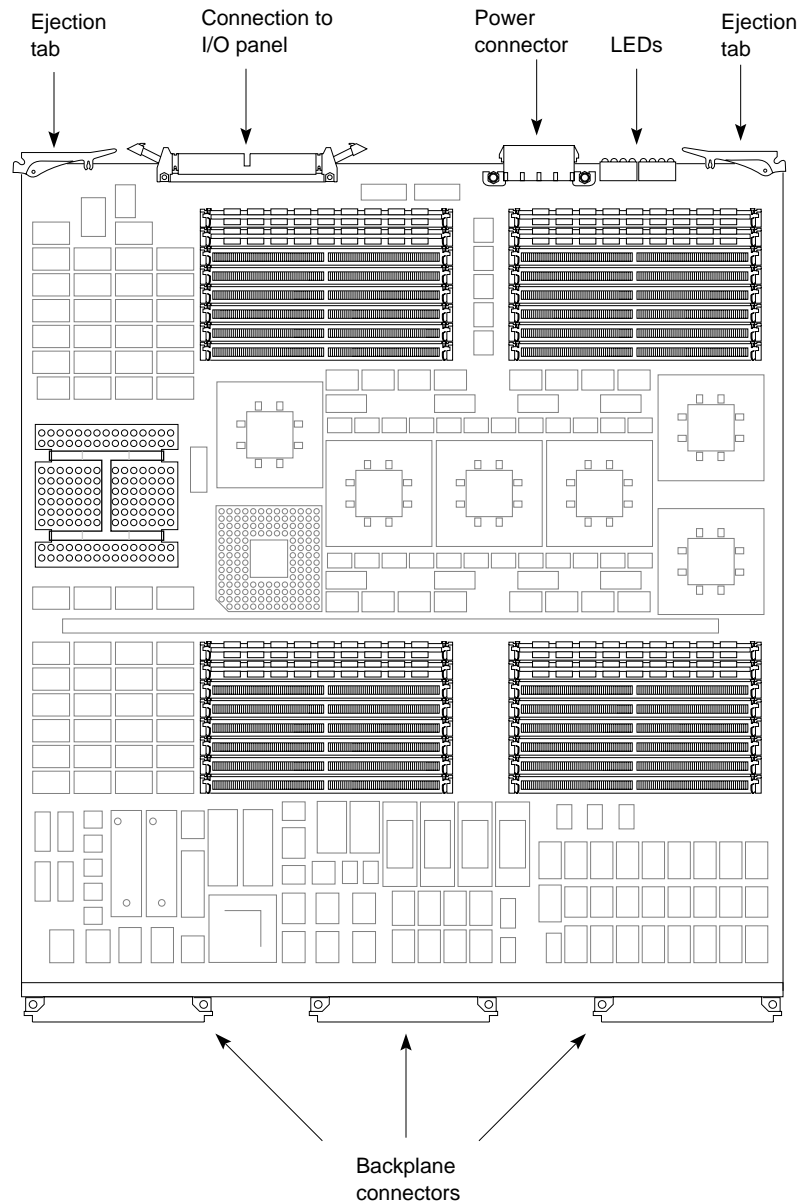 Ejection
tab
Connection to
I/O panel
Power
connector
LEDs
Ejection
tab
Backplane
connectors